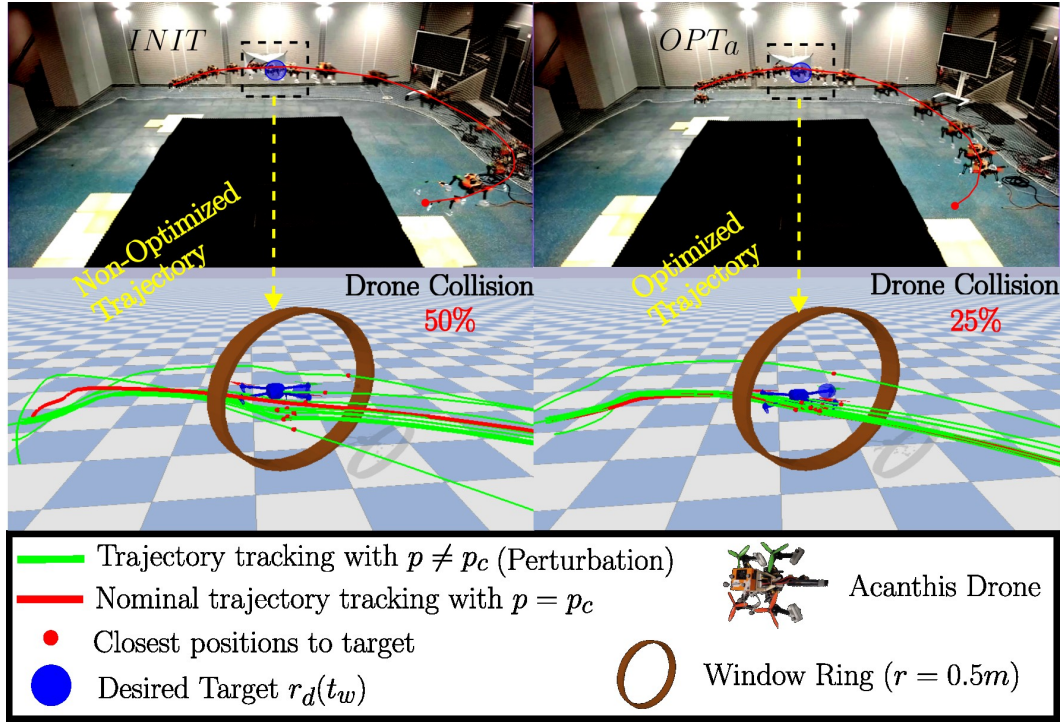 INIT
OPT_a
Non-Optimized
Trajectory
Optimized
Trajectory
Drone Collision
50%
Drone Collision
25%
Trajectory tracking with p ≠ p_c (Perturbation)
Nominal trajectory tracking with p = p_c
Closest positions to target
Desired Target r_d(t_w)
Acanthis Drone
Window Ring (r = 0.5m)